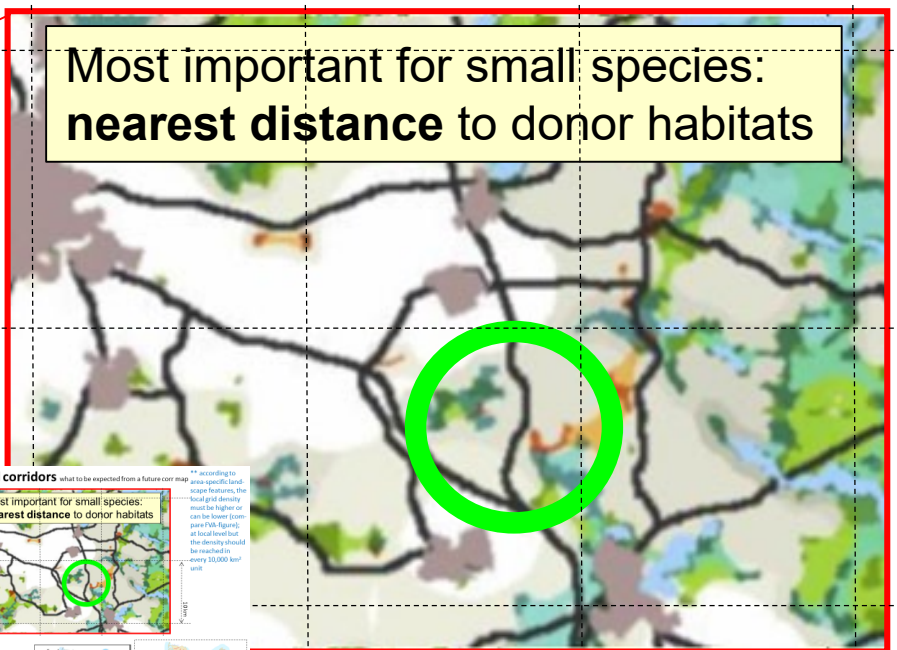 Most important for small species:
nearest distance to donor habitats
corridors what to be expected from a future corr map
** according to
area-specific land-
scape features, the
local grid density
must be higher or
can be lower (com-
pare FVA-figure);
at local level but
the density should
be reached in
every 10,000 km²
unit
st important for small species:
arest distance to donor habitats
10 km